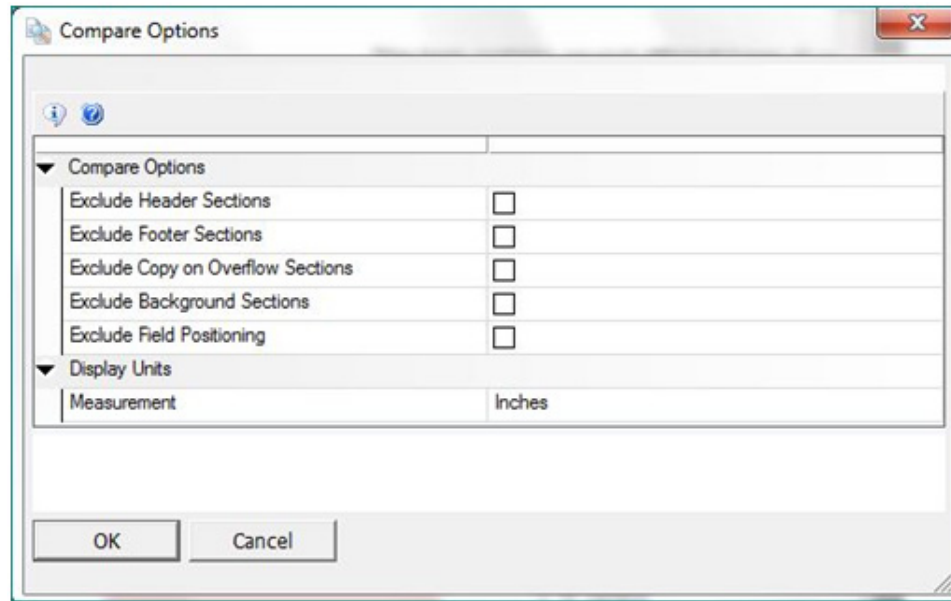 Compare Options
Compare Options
Exclude Header Sections
Exclude Footer Sections
Exclude Copy on Overflow Sections
Exclude Background Sections
Exclude Field Positioning
Display Units
Measurement Inches
OK Cancel